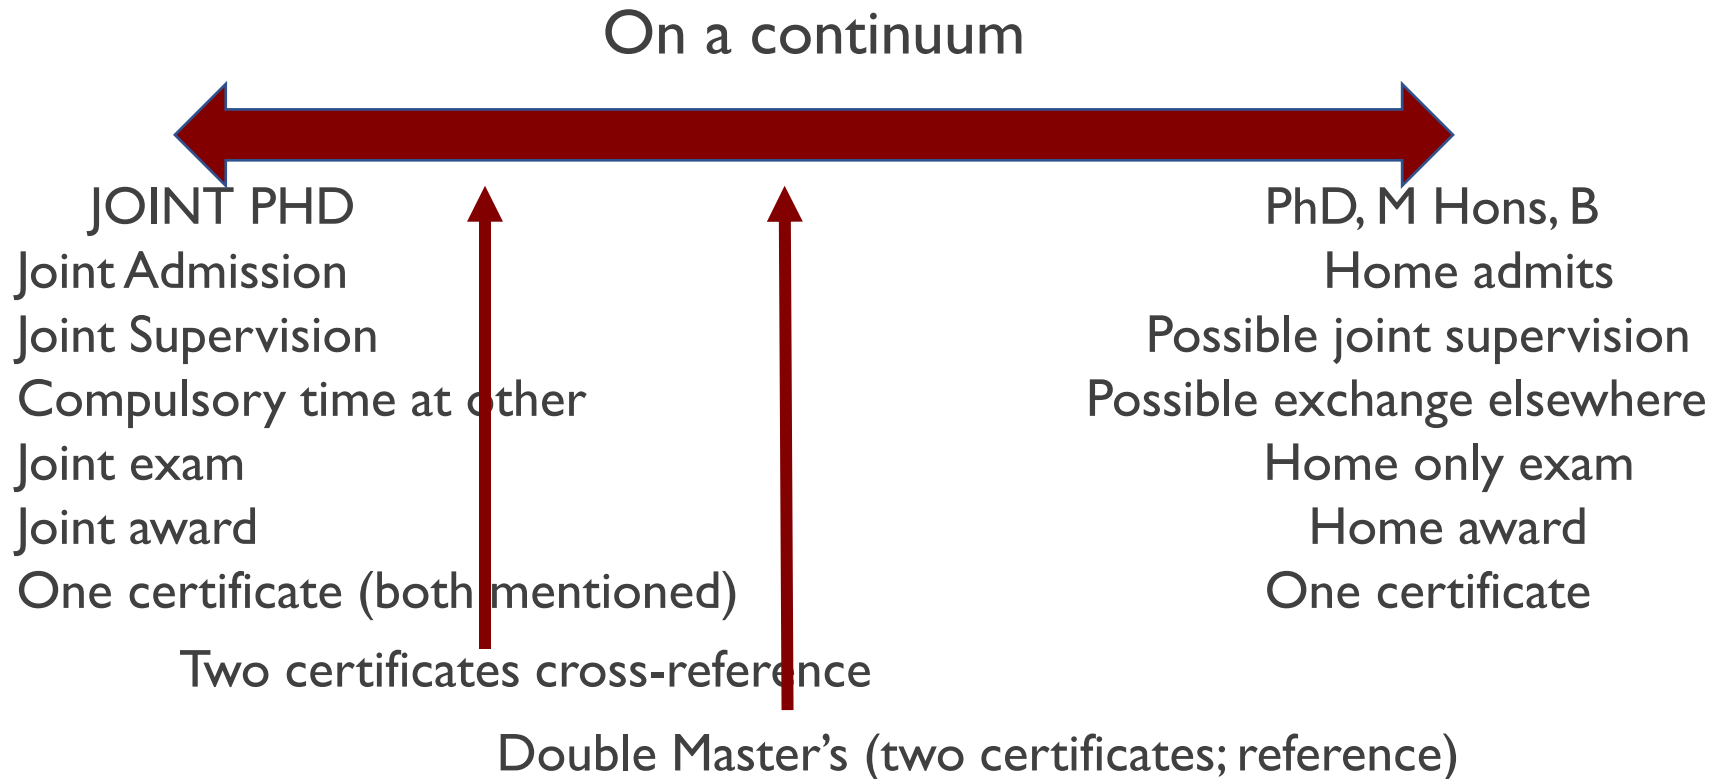 On a continuum
JOINT PHD
Joint Admission
Joint Supervision
Compulsory time at other
Joint exam
Joint award
One certificate (both mentioned)
PhD, M Hons, B
Home admits
Possible joint supervision
Possible exchange elsewhere
Home only exam
Home award
One certificate
Two certificates cross-reference
Double Master’s (two certificates; reference)